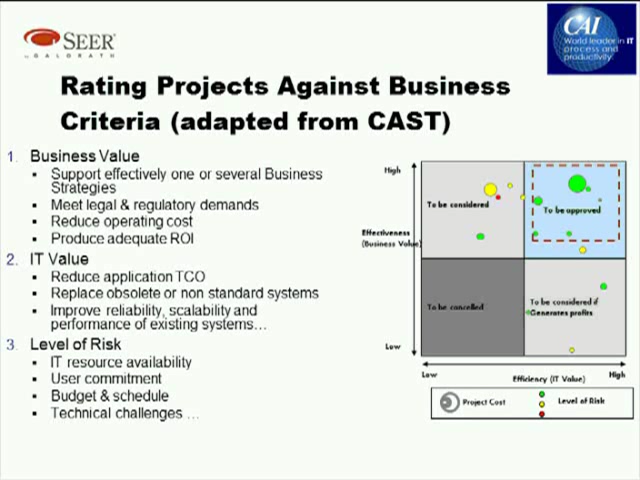 SEER
by GALORATH
CAI
World leader in IT
process and
productivity.
Rating Projects Against Business
Criteria (adapted from CAST)
1. Business Value
▪ Support effectively one or several Business
Strategies
▪ Meet legal & regulatory demands
▪ Reduce operating cost
▪ Produce adequate ROI
2. IT Value
▪ Reduce application TCO
▪ Replace obsolete or non standard systems
▪ Improve reliability, scalability and
performance of existing systems…
3. Level of Risk
▪ IT resource availability
▪ User commitment
▪ Budget & schedule
▪ Technical challenges …
High
To be considered
To be approved
Effectiveness
(Business Value)
To be cancelled
To be considered if
Generates profits
Low
Low
Efficiency (IT Value)
High
Project Cost
Level of Risk